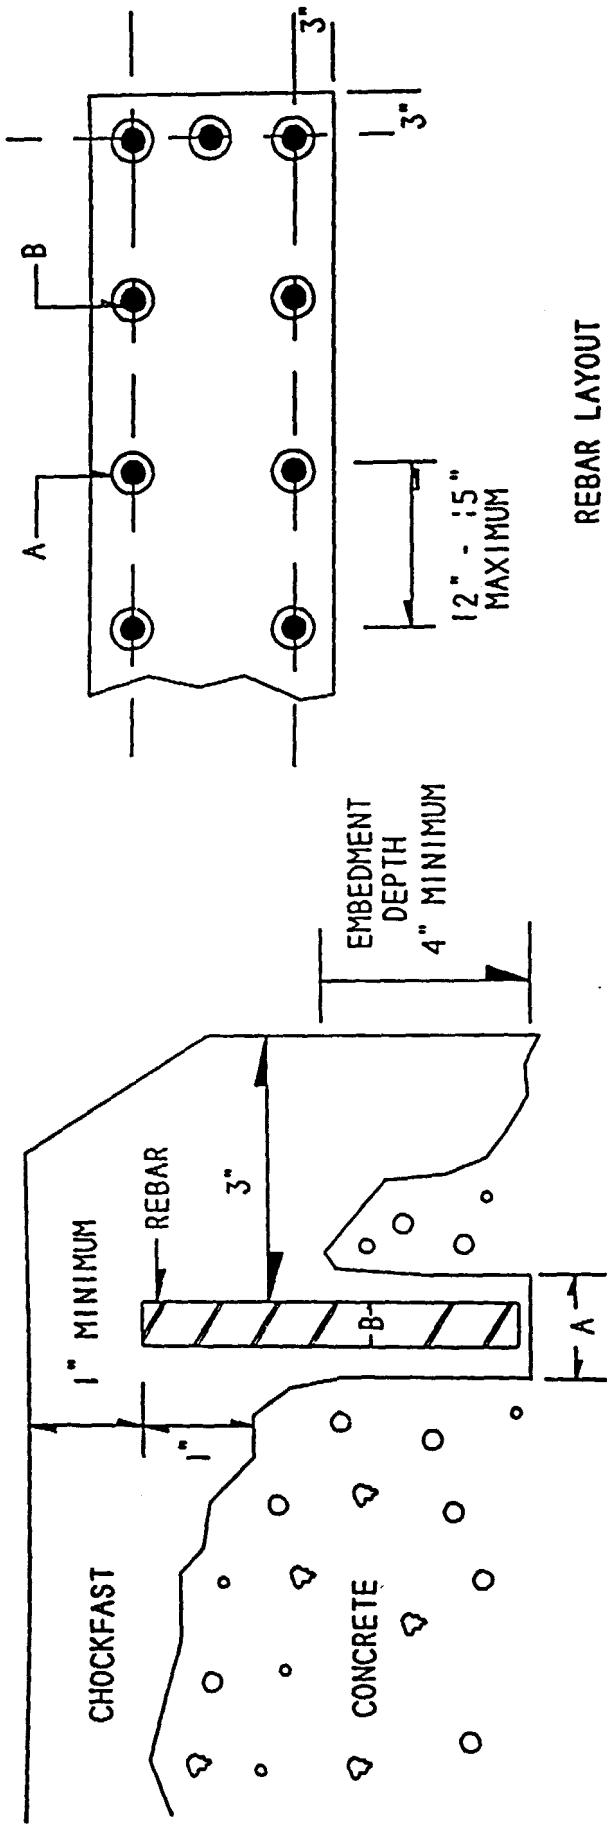 CHOCKFAST
1" MINIMUM
REBAR
1"
3"
B
CONCRETE
A
EMBEDMENT
DEPTH
4" MINIMUM
A
B
3"
3"
12" - 15"
MAXIMUM
REBAR LAYOUT